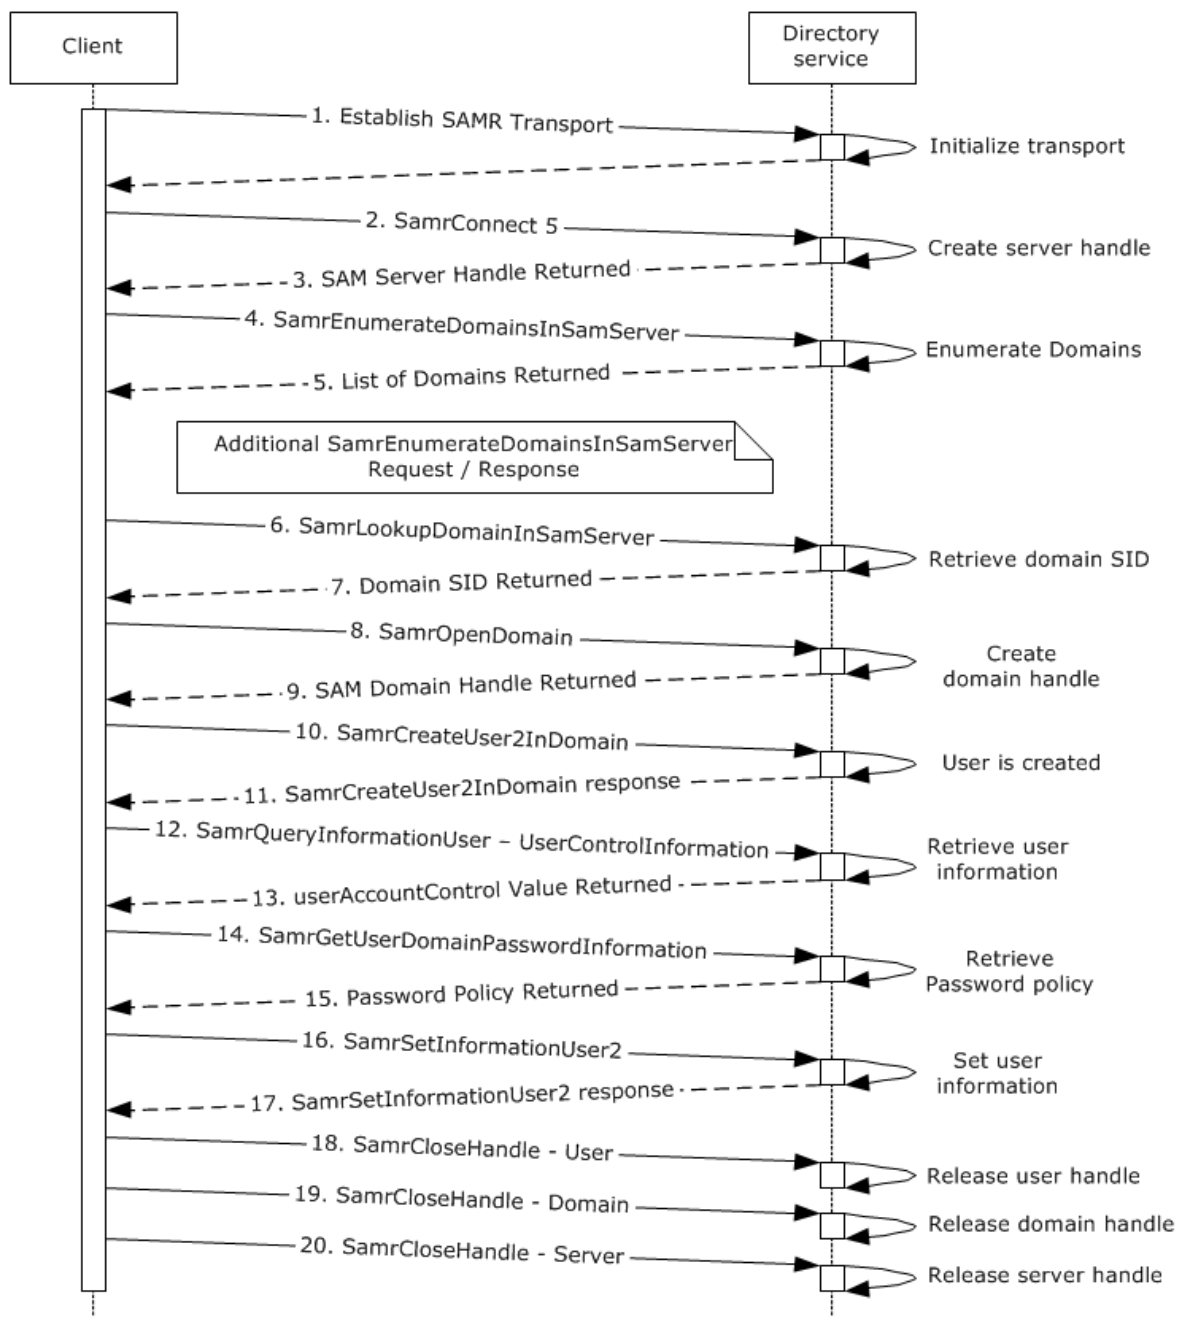 Client
Directory
service
1. Establish SAMR Transport
Initialize transport
2. SamrConnect 5
Create server handle
3. SAM Server Handle Returned
4. SamrEnumerateDomainsInSamServer
Enumerate Domains
5. List of Domains Returned
Additional SamrEnumerateDomainsInSamServer
Request / Response
6. SamrLookupDomainInSamServer
Retrieve domain SID
7. Domain SID Returned
8. SamrOpenDomain
Create
domain handle
9. SAM Domain Handle Returned
10. SamrCreateUser2InDomain
User is created
11. SamrCreateUser2InDomain response
12. SamrQueryInformationUser – UserControlInformation
Retrieve user
information
13. userAccountControl Value Returned
14. SamrGetUserDomainPasswordInformation
Retrieve
Password policy
15. Password Policy Returned
16. SamrSetInformationUser2
Set user
information
17. SamrSetInformationUser2 response
18. SamrCloseHandle - User
Release user handle
19. SamrCloseHandle - Domain
Release domain handle
20. SamrCloseHandle - Server
Release server handle